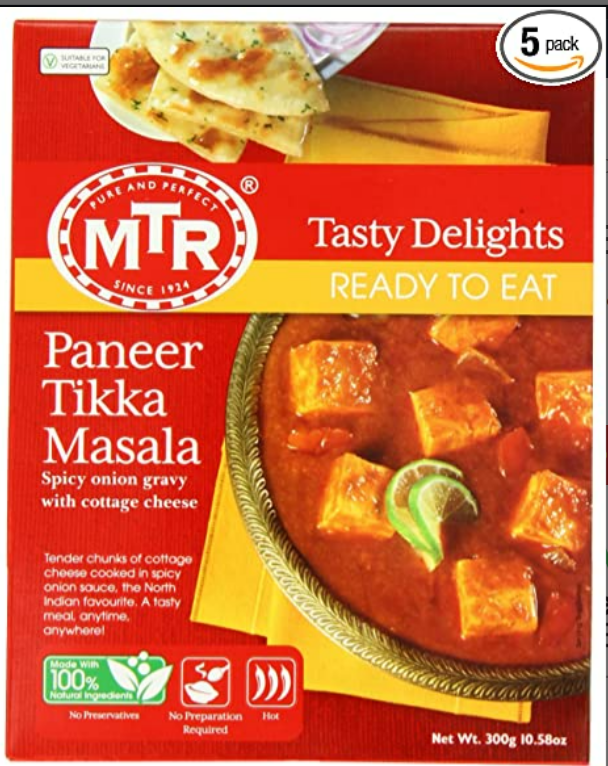 5 pack
SUITABLE FOR
VEGETARIANS
PURE AND PERFECT
®
MTR
SINCE 1924
Tasty Delights
READY TO EAT
Paneer
Tikka
Masala
Spicy onion gravy
with cottage cheese
Tender chunks of cottage
cheese cooked in spicy
onion sauce, the North
Indian favourite. A tasty
meal, anytime,
anywhere!
Made With
100%
Natural Ingredients
No Preservatives
No Preparation
Required
Hot
Net Wt. 300g 10.58oz